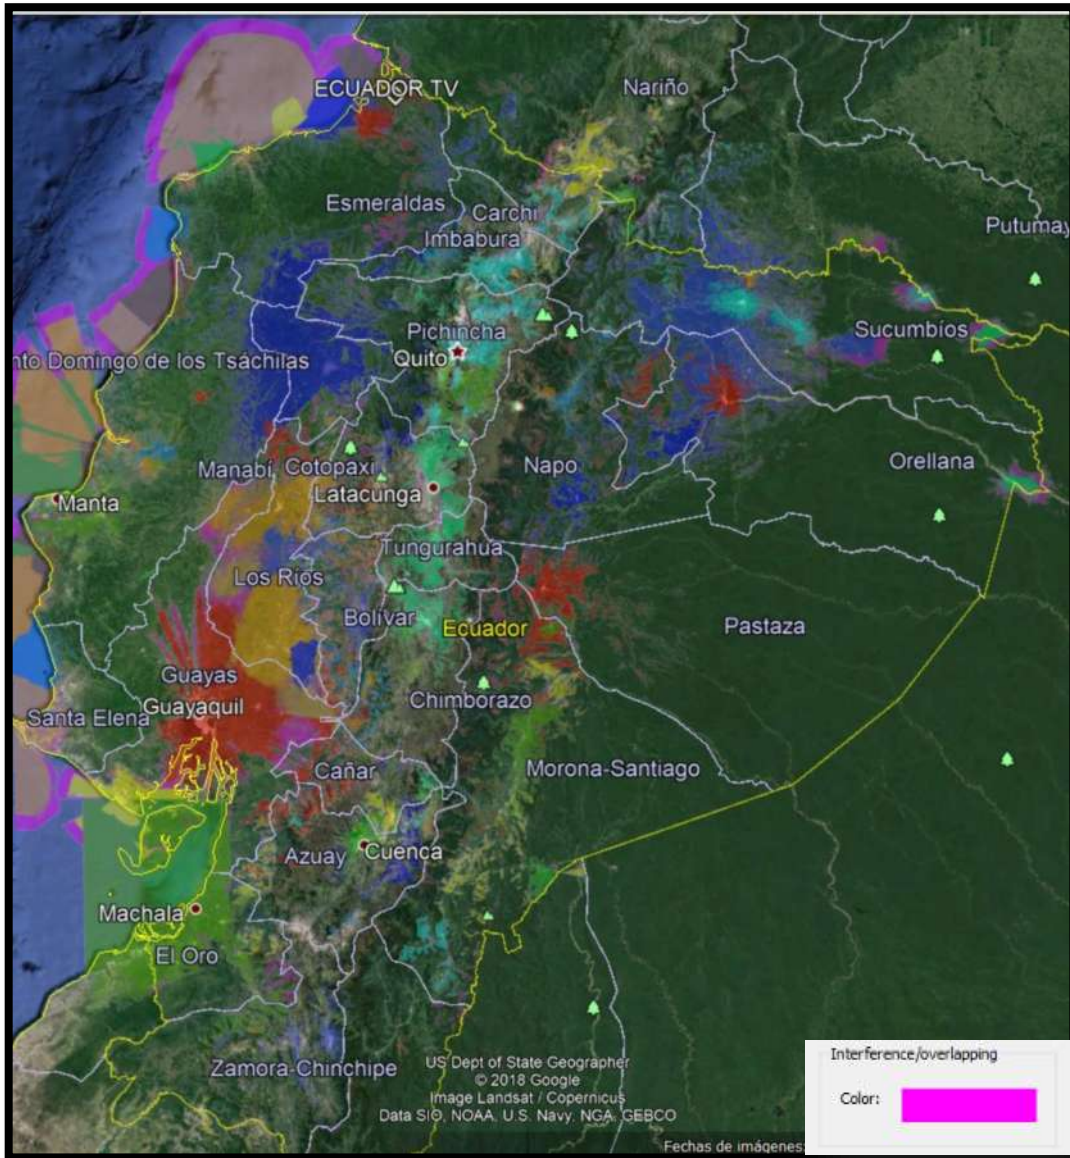 Nariño
ECUADOR TV
Esmeraldas
Carchi
Imbabura
Putumay
Pichincha
Quito
Sucumbíos
nto Domingo de los Tsáchilas
Manabí
Cotopaxi
Napo
Orellana
Latacunga
Manta
Tungurahua
Los Ríos
Bolívar
Ecuador
Pastaza
Guayas
Guayaquil
Chimborazo
Santa Elena
Cañar
Morona-Santiago
Azuay
Cuenca
Machala
El Oro
Zamora-Chinchipe
US Dept of State Geographer
© 2018 Google
Image Landsat / Copernicus
Data SIO, NOAA, U.S. Navy, NGA, GEBCO
Fechas de imágenes:
Interference/overlapping
Color: